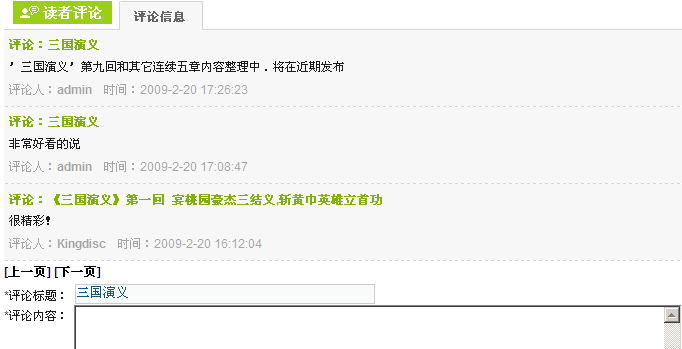 读者评论 评论信息
评论：三国演义
'三国演义'第九回和其它连续五章内容整理中．将在近期发布
评论人：admin 时间：2009-2-20 17:26:23
评论：三国演义
非常好看的说
评论人：admin 时间：2009-2-20 17:08:47
评论：《三国演义》第一回 宾桃园豪杰三结义,斩黄巾英雄立首功
很精彩！
评论人：Kingdisc 时间：2009-2-20 16:12:04
[上一页] [下一页]
*评论标题： 三国演义
*评论内容：